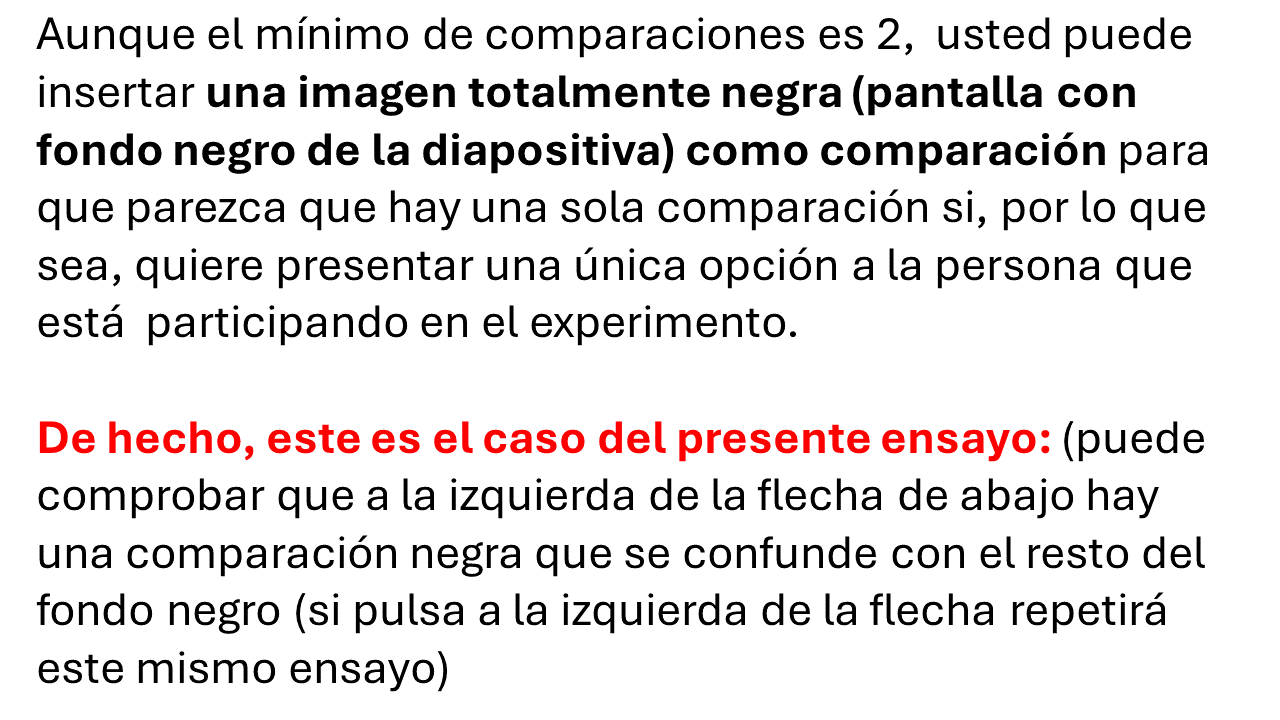 Aunque el mínimo de comparaciones es 2,  usted puede
insertar una imagen totalmente negra (pantalla con
fondo negro de la diapositiva) como comparación para
que parezca que hay una sola comparación si, por lo que
sea, quiere presentar una única opción a la persona que
está  participando en el experimento.
De hecho, este es el caso del presente ensayo: (puede
comprobar que a la izquierda de la flecha de abajo hay
una comparación negra que se confunde con el resto del
fondo negro (si pulsa a la izquierda de la flecha repetirá
este mismo ensayo)